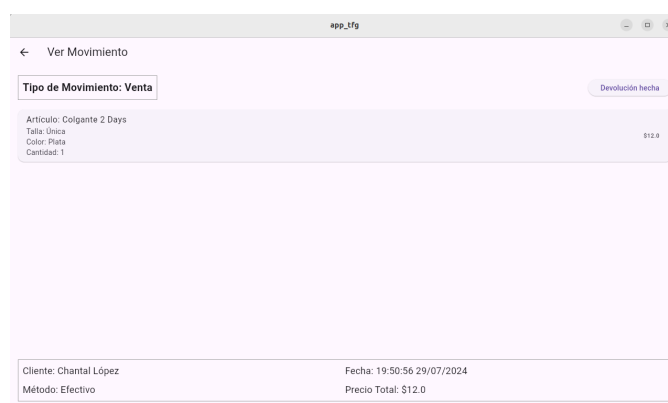 app_tfg
Ver Movimiento
Tipo de Movimiento: Venta
Devolución hecha
Artículo: Colgante 2 Days
Talla: Única
Color: Plata
Cantidad: 1
$12.0
Cliente: Chantal López
Fecha: 19:50:56 29/07/2024
Método: Efectivo
Precio Total: $12.0